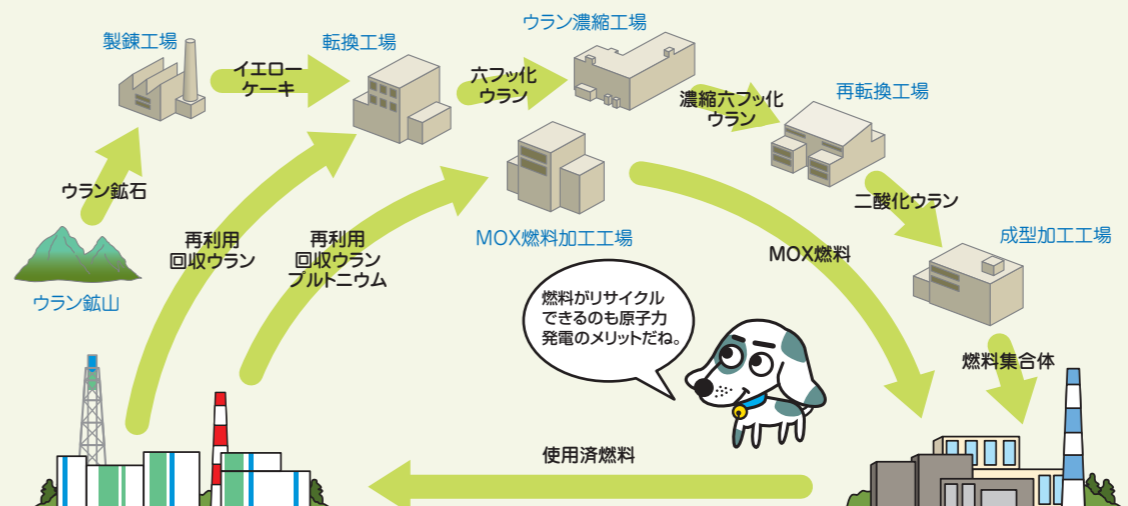 ウラン濃縮工場
製錬工場
転換工場
イエロー
ケーキ
六フッ化
ウラン
濃縮六フッ化
ウラン
再転換工場
ウラン鉱石
二酸化ウラン
再利用
回収ウラン
再利用
回収ウラン
プルトニウム
MOX燃料加工工場
MOX燃料
成型加工工場
ウラン鉱山
燃料がリサイクル
できるのも原子力
発電のメリットだね。
燃料集合体
使用済燃料